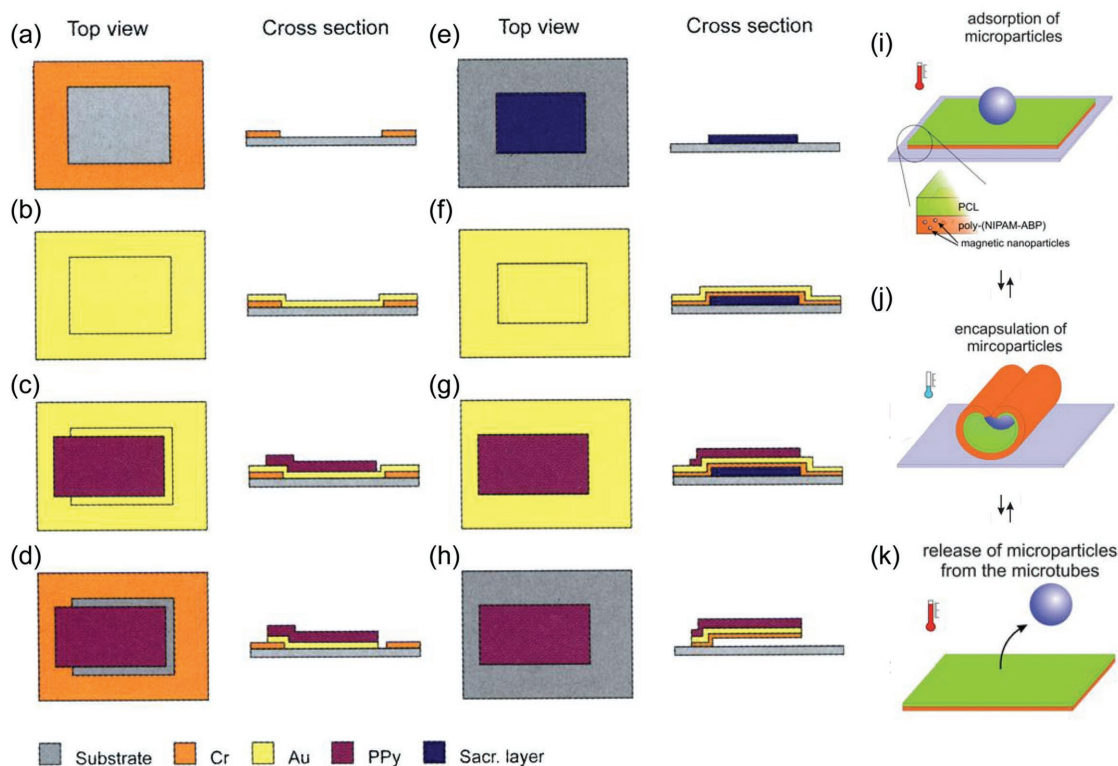 (a)
Top view
Cross section
(b)
(c)
(d)
(e)
Top view
Cross section
(f)
(g)
(h)
Substrate
Cr
Au
PPy
Sacr. layer
(i)
adsorption of
microparticles
PCL
poly-(NIPAM-ABP)
magnetic nanoparticles
(j)
encapsulation of
mircoparticles
(k)
release of microparticles
from the microtubes